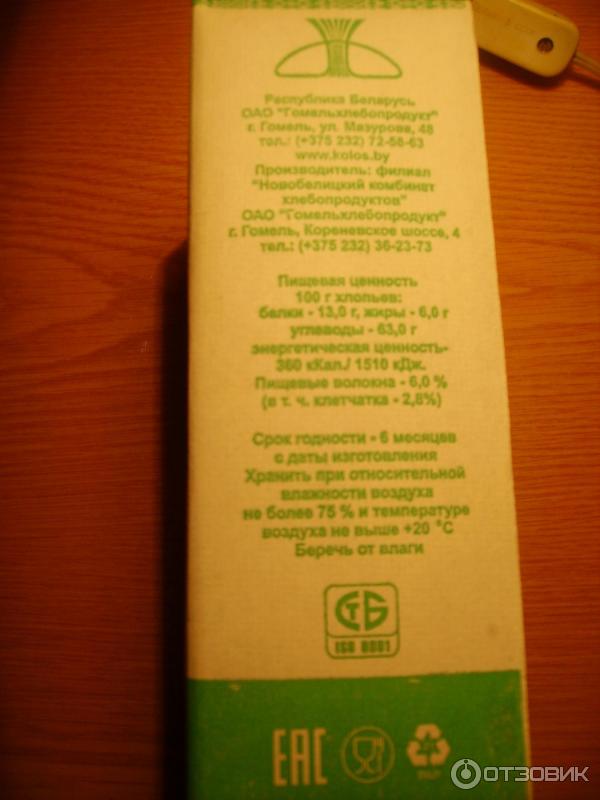 Республика Беларусь
ОАО "Гомельхлебопродукт"
г. Гомель, ул. Мазурова, 48
тел.: (+375 232) 72-58-63
www.kolos.by
Производитель: филиал
"Новобелицкий комбинат
хлебопродуктов"
ОАО "Гомельхлебопродукт"
г. Гомель, Кореневское шоссе, 4
тел.: (+375 232) 36-23-73
Пищевая ценность
100 г хлопьев:
белки - 13,0 г, жиры - 6,0 г
углеводы - 63,0 г
энергетическая ценность-
360 кКал./ 1510 кДж.
Пищевые волокна - 6,0 %
(в т. ч. клетчатка - 2,8%)
Срок годности - 6 месяцев
с даты изготовления
Хранить при относительной
влажности воздуха
не более 75 % и температуре
воздуха не выше +20 °С
Беречь от влаги
СТБ
ISO 9001
ЕАС
ОТЗОВИК